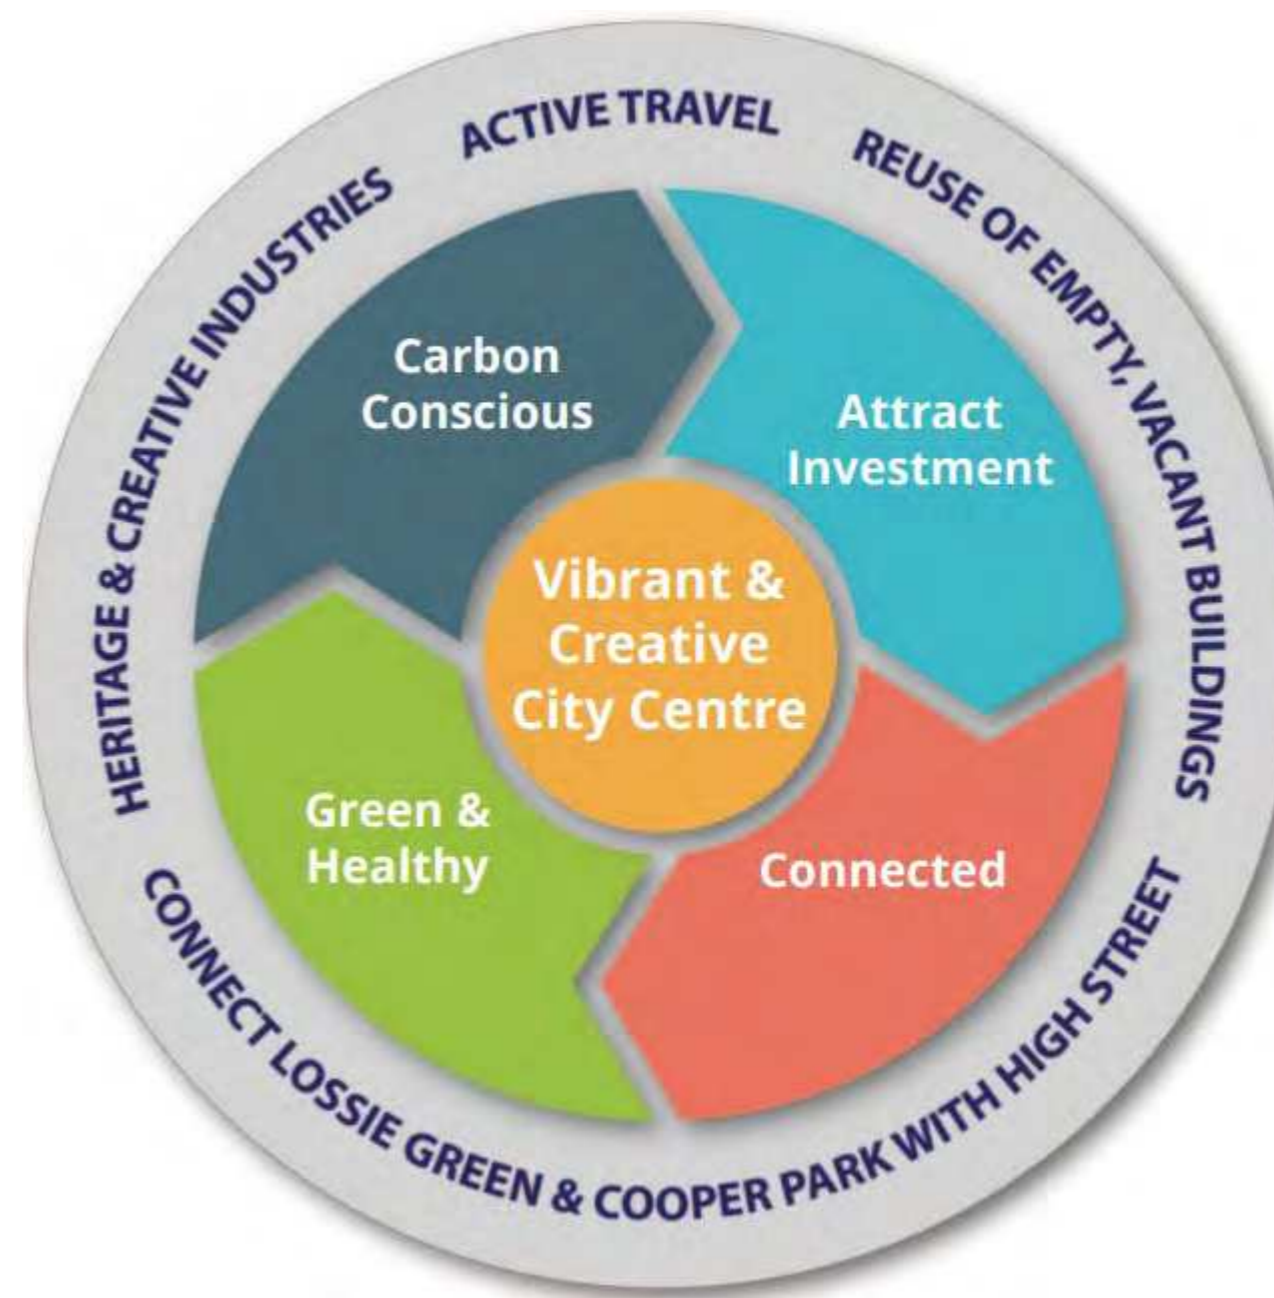 ACTIVE TRAVEL
REUSE OF EMPTY, VACANT BUILDINGS
CONNECT LOSSIE GREEN & COOPER PARK WITH HIGH STREET
HERITAGE & CREATIVE INDUSTRIES
Carbon
Conscious
Attract
Investment
Vibrant &
Creative
City Centre
Green &
Healthy
Connected